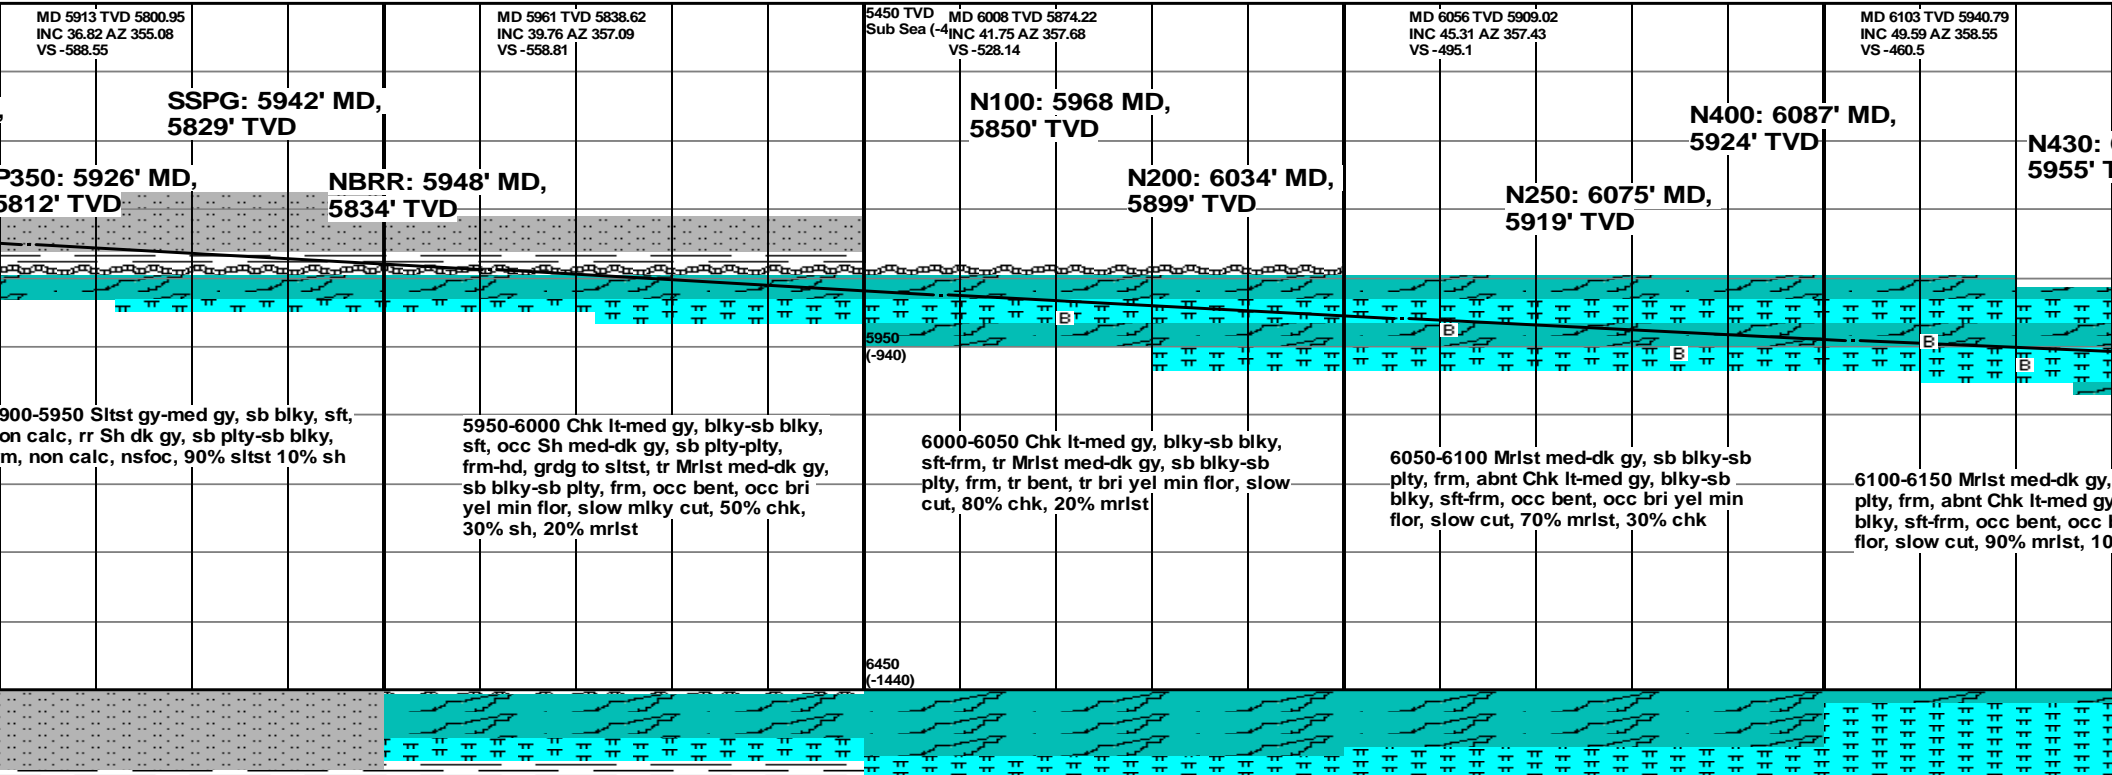 MD 5913 TVD 5800.95
INC 36.82 AZ 355.08
VS -588.55
MD 5961 TVD 5838.62
INC 39.76 AZ 357.09
VS -558.81
5450 TVD
Sub Sea (-4
MD 6008 TVD 5874.22
INC 41.75 AZ 357.68
VS -528.14
MD 6056 TVD 5909.02
INC 45.31 AZ 357.43
VS -495.1
MD 6103 TVD 5940.79
INC 49.59 AZ 358.55
VS -460.5
SSPG: 5942' MD,
5829' TVD
P350: 5926' MD,
5812' TVD
NBRR: 5948' MD,
5834' TVD
N100: 5968 MD,
5850' TVD
N200: 6034' MD,
5899' TVD
N250: 6075' MD,
5919' TVD
N400: 6087' MD,
5924' TVD
N430:
5955' T
B
B
B
B
B
5950
(-940)
900-5950 Sltst gy-med gy, sb blky, sft,
on calc, rr Sh dk gy, sb plty-sb blky,
m, non calc, nsfoc, 90% sltst 10% sh
5950-6000 Chk lt-med gy, blky-sb blky,
sft, occ Sh med-dk gy, sb plty-plty,
frm-hd, grdg to sltst, tr Mrlst med-dk gy,
sb blky-sb plty, frm, occ bent, occ bri
yel min flor, slow mlky cut, 50% chk,
30% sh, 20% mrlst
6000-6050 Chk lt-med gy, blky-sb blky,
sft-frm, tr Mrlst med-dk gy, sb blky-sb
plty, frm, tr bent, tr bri yel min flor, slow
cut, 80% chk, 20% mrlst
6050-6100 Mrlst med-dk gy, sb blky-sb
plty, frm, abnt Chk lt-med gy, blky-sb
blky, sft-frm, occ bent, occ bri yel min
flor, slow cut, 70% mrlst, 30% chk
6100-6150 Mrlst med-dk gy,
plty, frm, abnt Chk lt-med gy
blky, sft-frm, occ bent, occ b
flor, slow cut, 90% mrlst, 10
6450
(-1440)